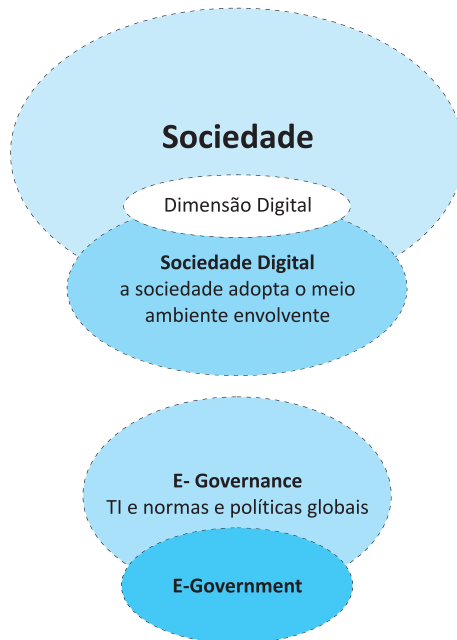 Sociedade
Dimensão Digital
Sociedade Digital
a sociedade adopta o meio
ambiente envolvente
E- Governance
TI e normas e políticas globais
E-Government